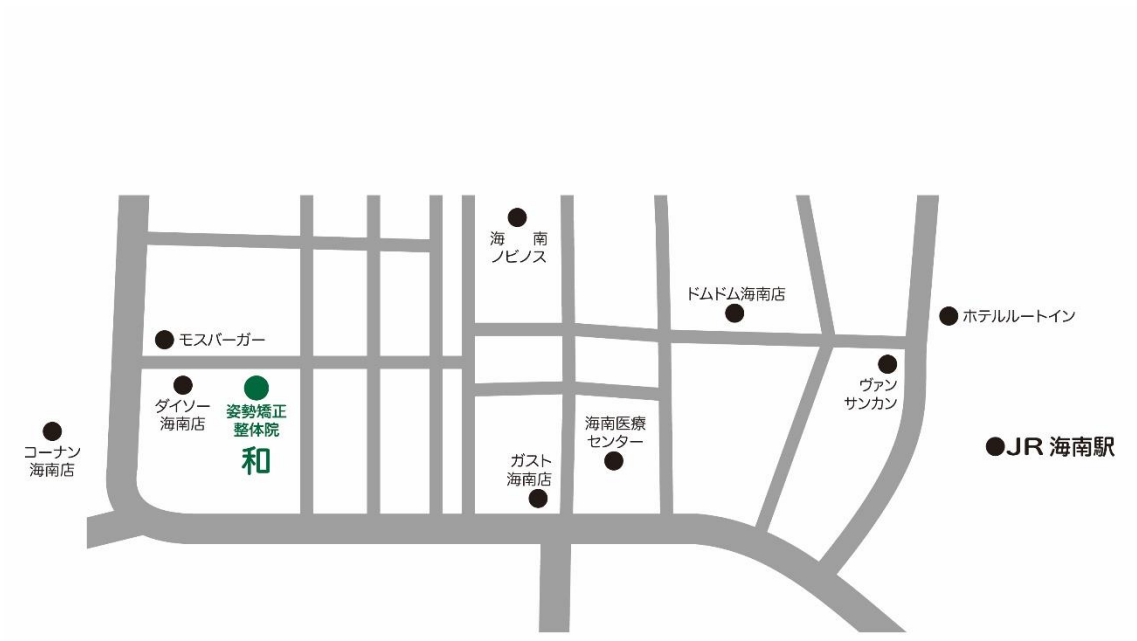 海　南
ノビノス
ドムドム海南店
ホテルルートイン
モスバーガー
ダイソー
海南店
姿勢矯正
整体院
和
ヴァン
サンカン
コーナン
海南店
海南医療
センター
ガスト
海南店
JR 海南駅